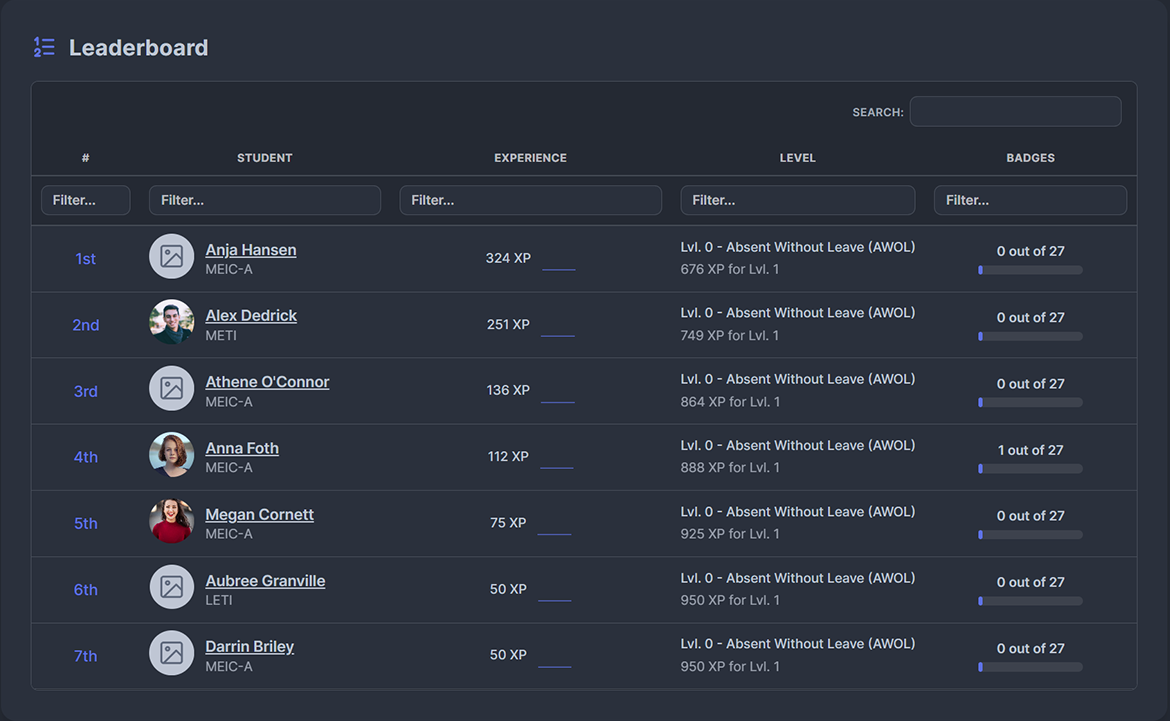 Leaderboard
SEARCH:
# STUDENT EXPERIENCE LEVEL BADGES
Filter... Filter... Filter... Filter... Filter...
1st Anja Hansen 324 XP Lvl. 0 - Absent Without Leave (AWOL) 0 out of 27
MEIC-A 676 XP for Lvl. 1
2nd Alex Dedrick 251 XP Lvl. 0 - Absent Without Leave (AWOL) 0 out of 27
METI 749 XP for Lvl. 1
3rd Athene O'Connor 136 XP Lvl. 0 - Absent Without Leave (AWOL) 0 out of 27
MEIC-A 864 XP for Lvl. 1
4th Anna Foth 112 XP Lvl. 0 - Absent Without Leave (AWOL) 1 out of 27
MEIC-A 888 XP for Lvl. 1
5th Megan Cornett 75 XP Lvl. 0 - Absent Without Leave (AWOL) 0 out of 27
MEIC-A 925 XP for Lvl. 1
6th Aubree Granville 50 XP Lvl. 0 - Absent Without Leave (AWOL) 0 out of 27
LETI 950 XP for Lvl. 1
7th Darrin Briley 50 XP Lvl. 0 - Absent Without Leave (AWOL) 0 out of 27
MEIC-A 950 XP for Lvl. 1